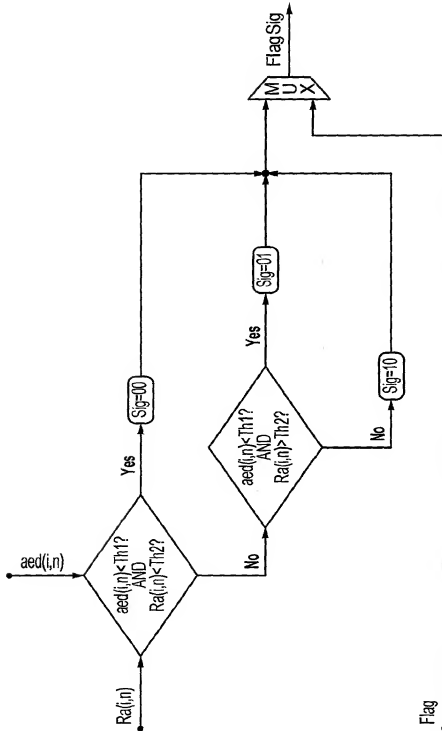 aed(i,n)
Ra(i,n)
aed(i,n)<Th1?
AND
Ra(i,n)<Th2?
Yes
Sig=00
No
aed(i,n)<Th1?
AND
Ra(i,n)>Th2?
Yes
Sig=01
No
Sig=10
MUX
Flag Sig
Flag